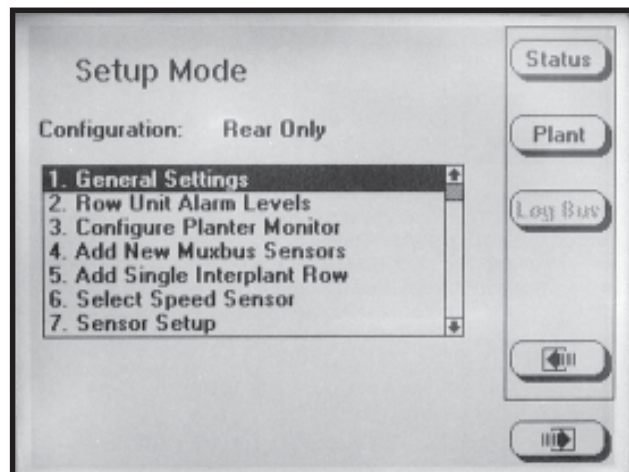 Setup Mode
Configuration: Rear Only
1. General Settings
2. Row Unit Alarm Levels
3. Configure Planter Monitor
4. Add New Muxbus Sensors
5. Add Single Interplant Row
6. Select Speed Sensor
7. Sensor Setup
Status
Plant
Log Buv